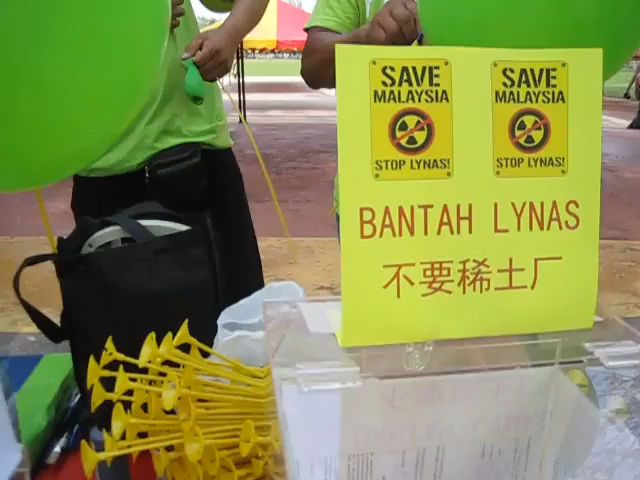 SAVE
MALAYSIA
STOP LYNAS!
SAVE
MALAYSIA
STOP LYNAS!
BANTAH LYNAS
不要稀土厂